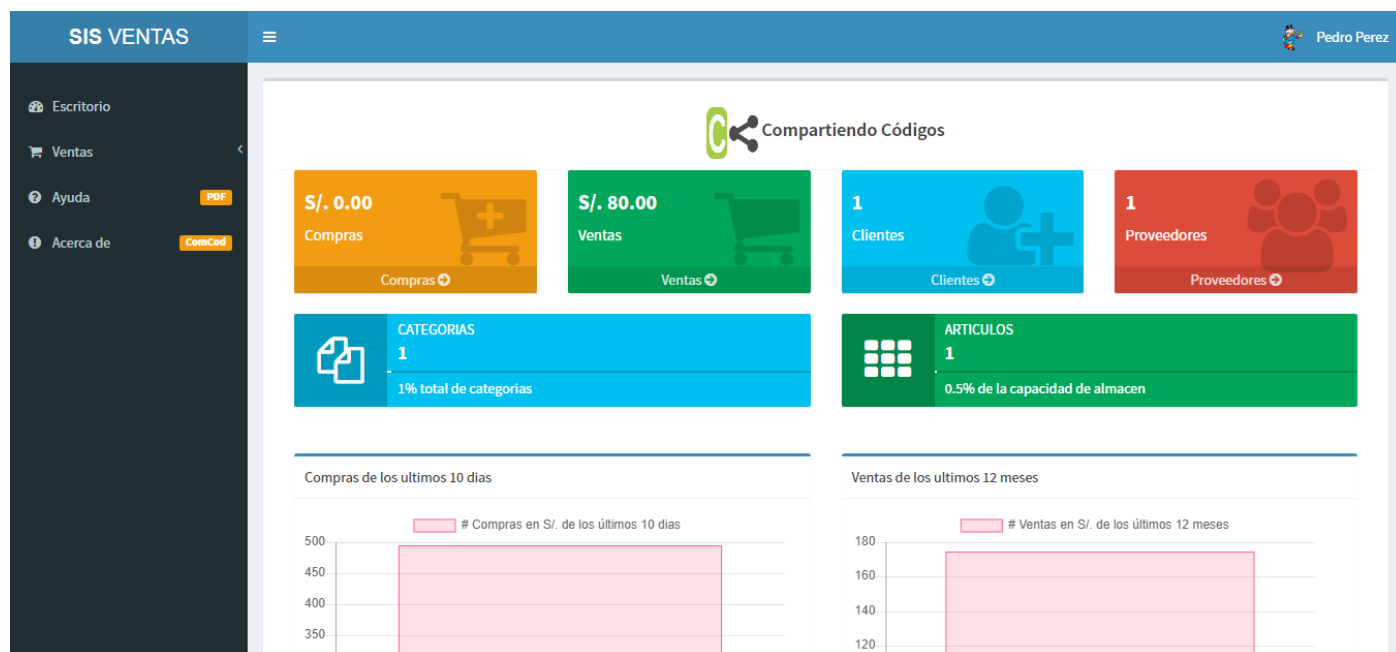 SIS VENTAS
Pedro Perez
Escritorio
Ventas
Ayuda PDF
Acerca de ComCod
C Compartiendo Códigos
S/. 0.00
Compras
Compras
S/. 80.00
Ventas
Ventas
1
Clientes
Clientes
1
Proveedores
Proveedores
CATEGORIAS
1
1% total de categorias
ARTICULOS
1
0.5% de la capacidad de almacen
Compras de los ultimos 10 dias
# Compras en S/. de los últimos 10 dias
500
450
400
350
Ventas de los ultimos 12 meses
# Ventas en S/. de los últimos 12 meses
180
160
140
120